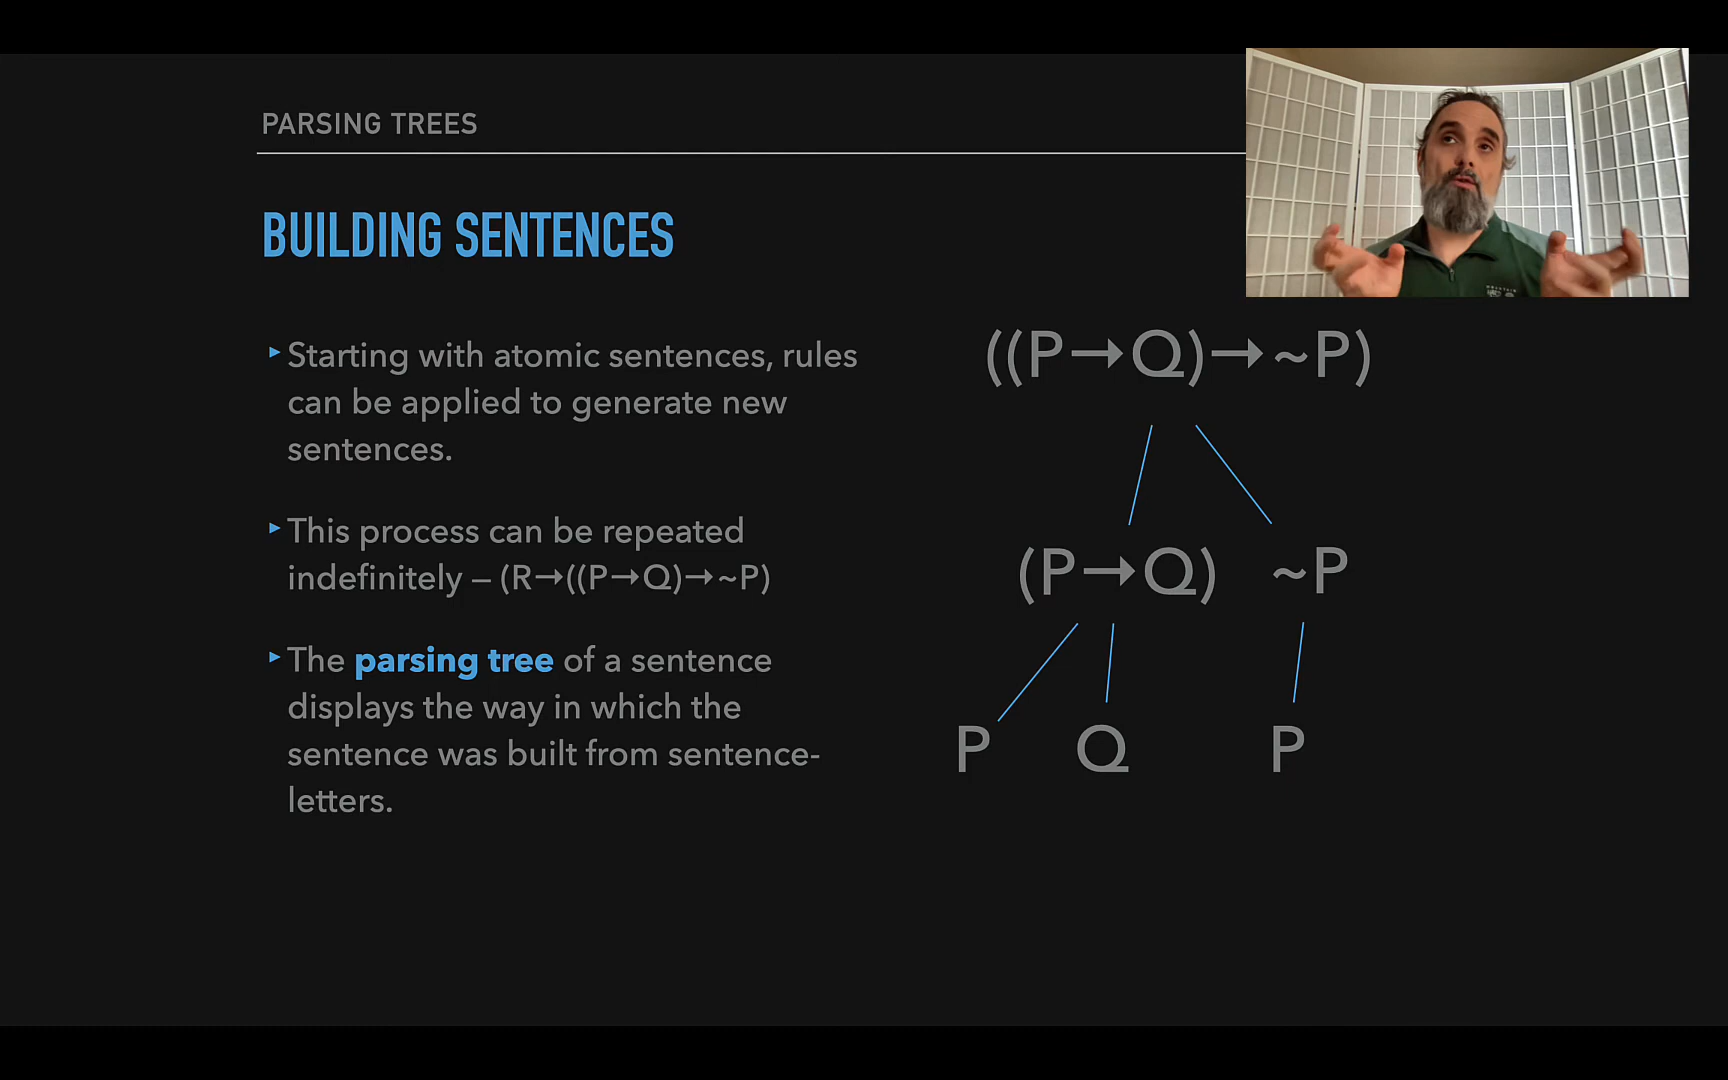 PARSING TREES
BUILDING SENTENCES
Starting with atomic sentences, rules
can be applied to generate new
sentences.
This process can be repeated
indefinitely – (R→((P→Q)→~P)
The parsing tree of a sentence
displays the way in which the
sentence was built from sentence-
letters.
((P→Q)→~P)
(P→Q) ~P
P Q P